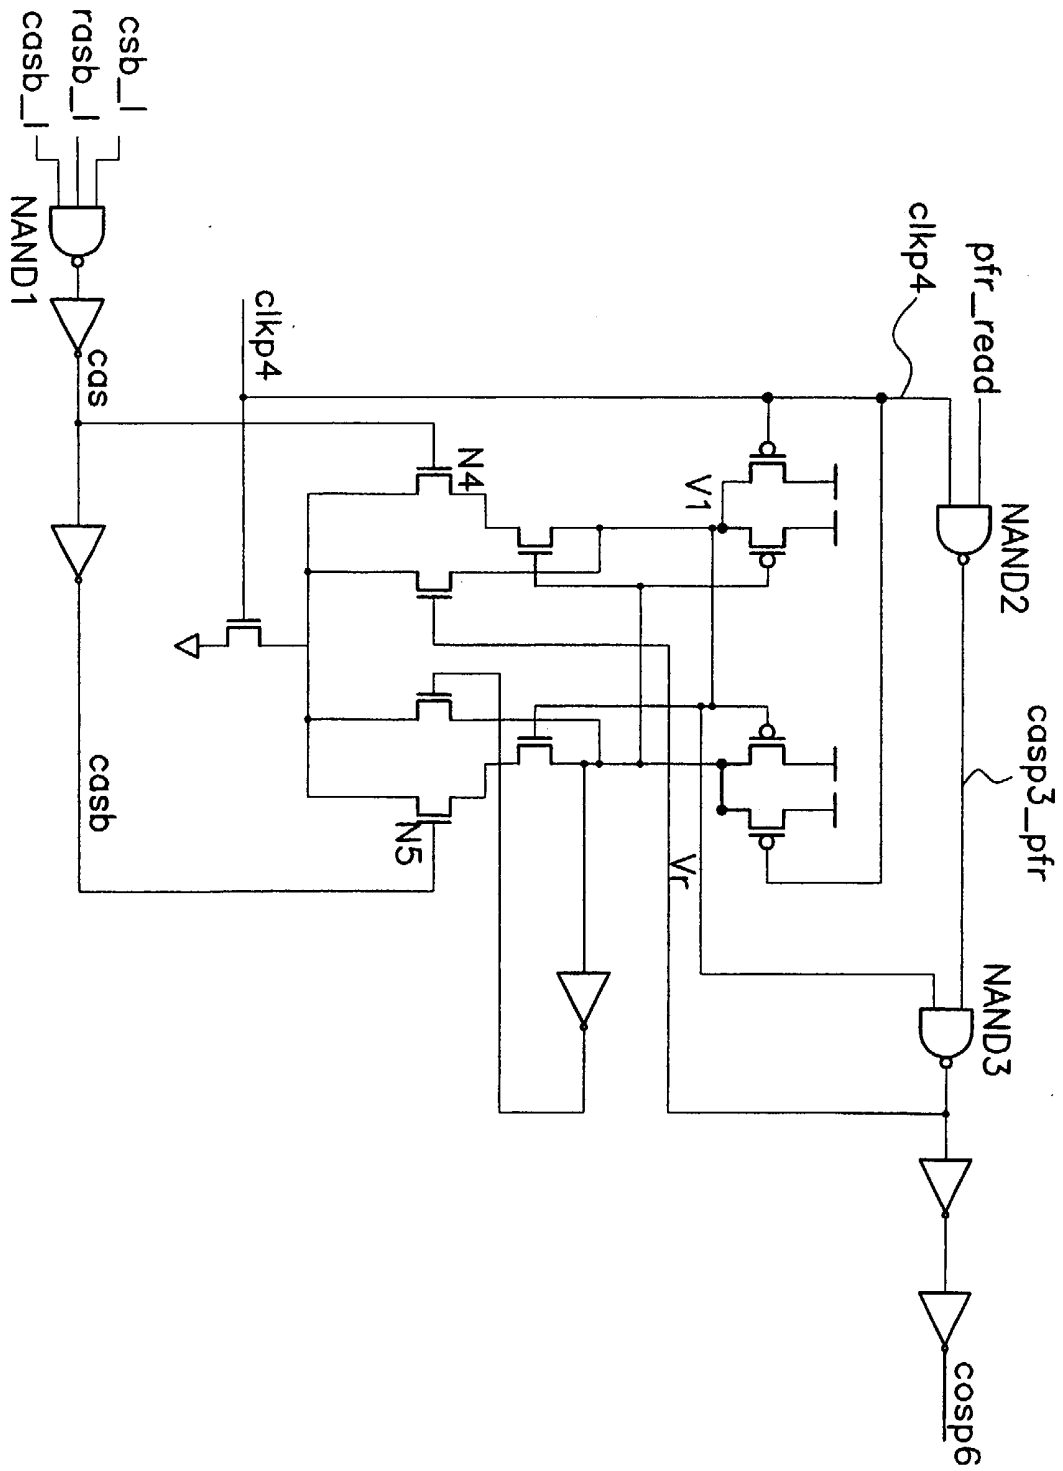 csb_l
rasb_l
casb_l
NAND1
cas
clkp4
clkp4
pfr_read
NAND2
N4
V1
casb
N5
Vr
casp3_pfr
NAND3
cosp6